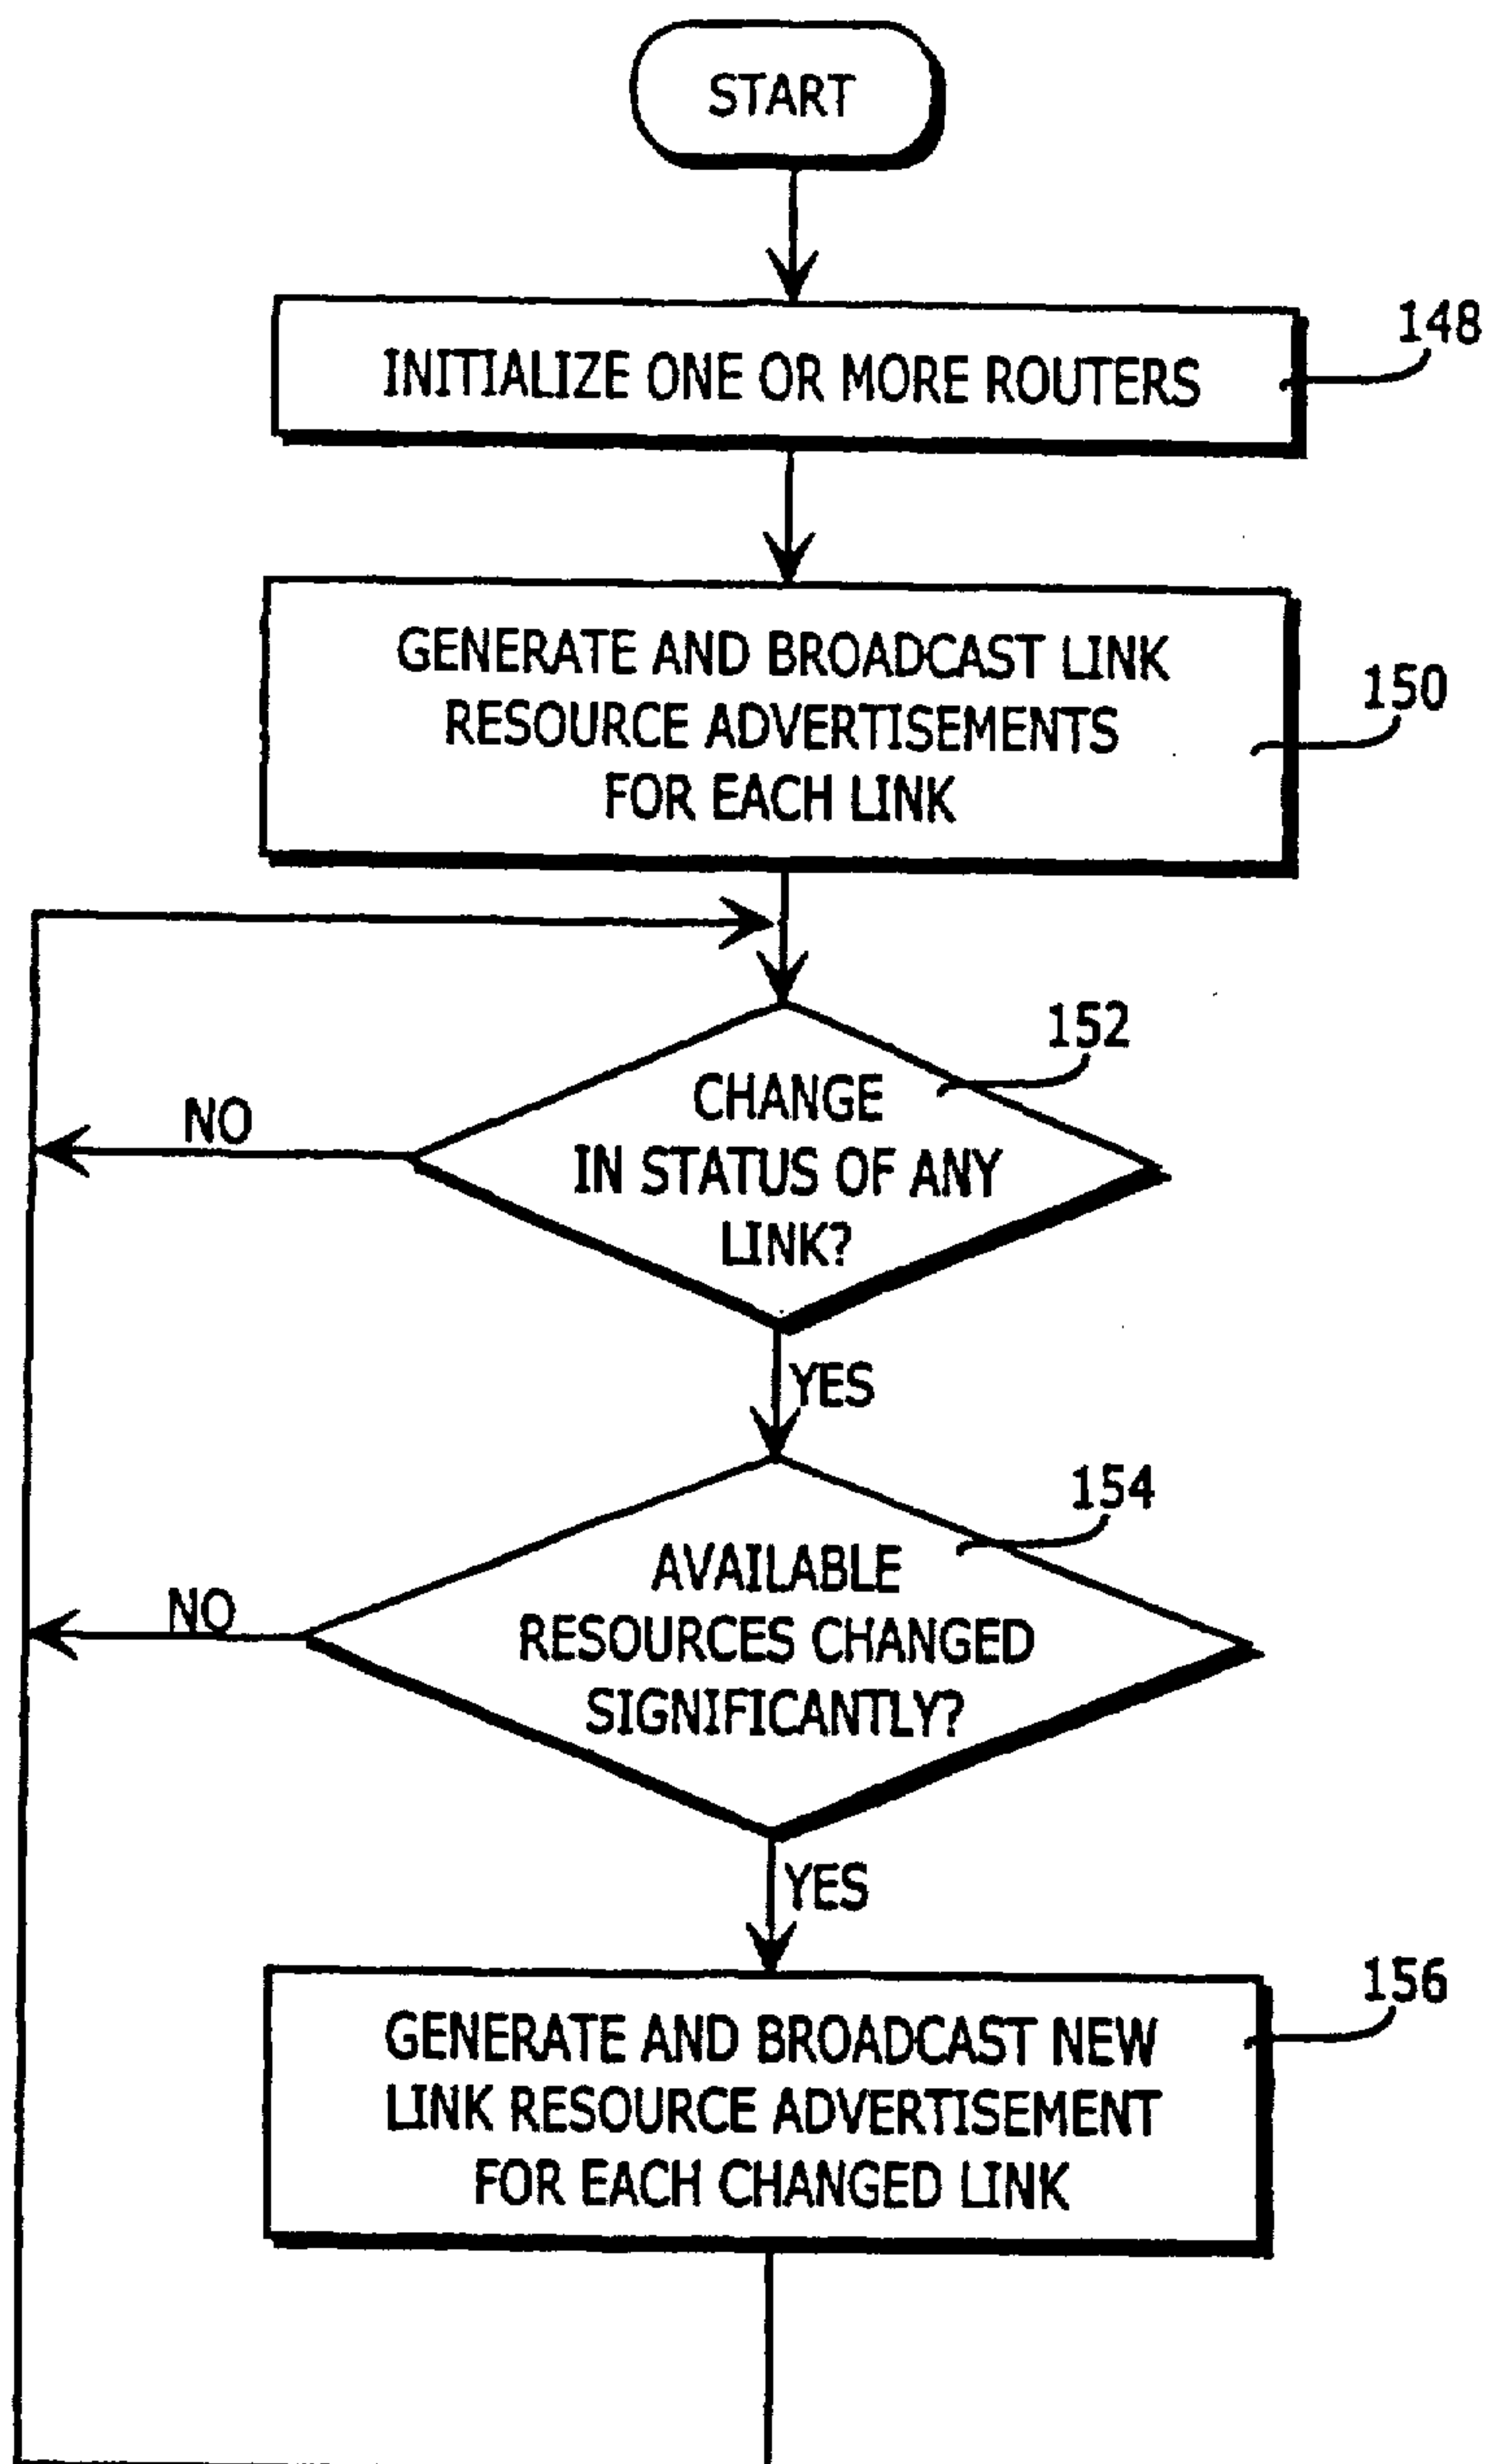 START
INITIALIZE ONE OR MORE ROUTERS
148
GENERATE AND BROADCAST LINK
RESOURCE ADVERTISEMENTS
FOR EACH LINK
150
152
CHANGE
IN STATUS OF ANY
LINK?
NO
YES
154
AVAILABLE
RESOURCES CHANGED
SIGNIFICANTLY?
NO
YES
156
GENERATE AND BROADCAST NEW
LINK RESOURCE ADVERTISEMENT
FOR EACH CHANGED LINK